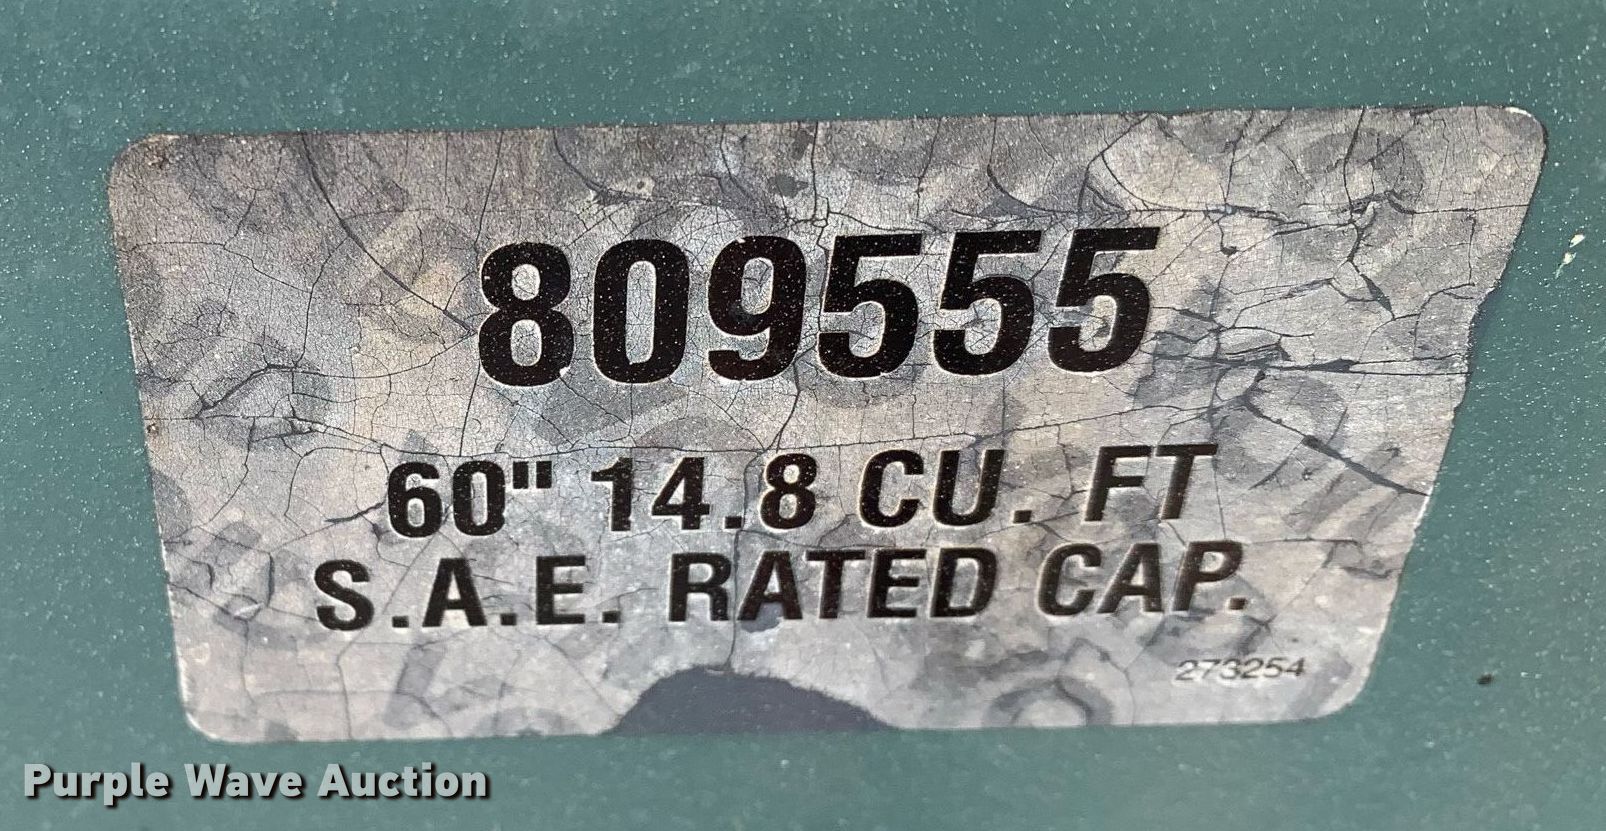 809555
60" 14.8 CU. FT
S.A.E. RATED CAP.
273254
Purple Wave Auction